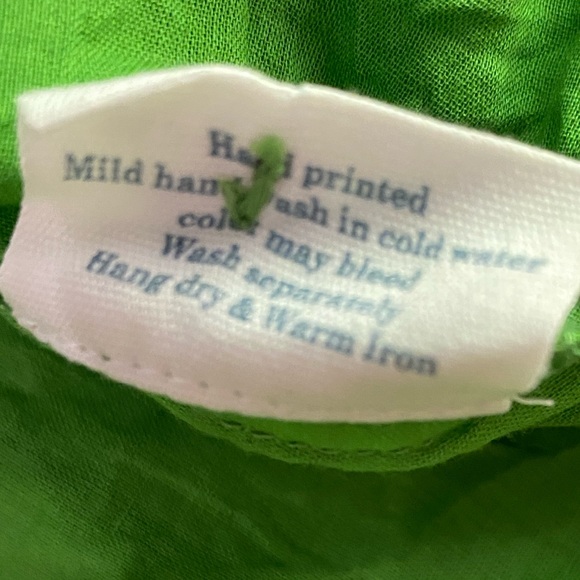 Hand printed
Mild hand wash in cold water
color may bleed
Wash separately
Hang dry & Warm Iron